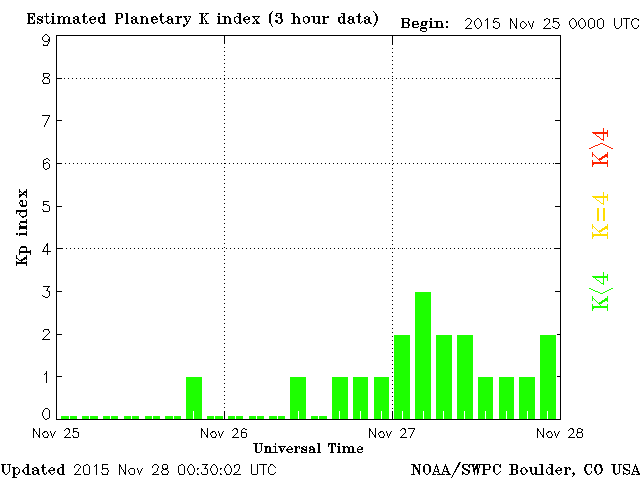 Estimated Planetary K index (3 hour data) Begin: 2015 Nov 25 0000 UTC
9
8
7
6
5
4
3
2
1
0
Kp index
K>4
K=4
K<4
Nov 25 Nov 26 Nov 27 Nov 28
Universal Time
Updated 2015 Nov 28 00:30:02 UTC NOAA/SWPC Boulder, CO USA